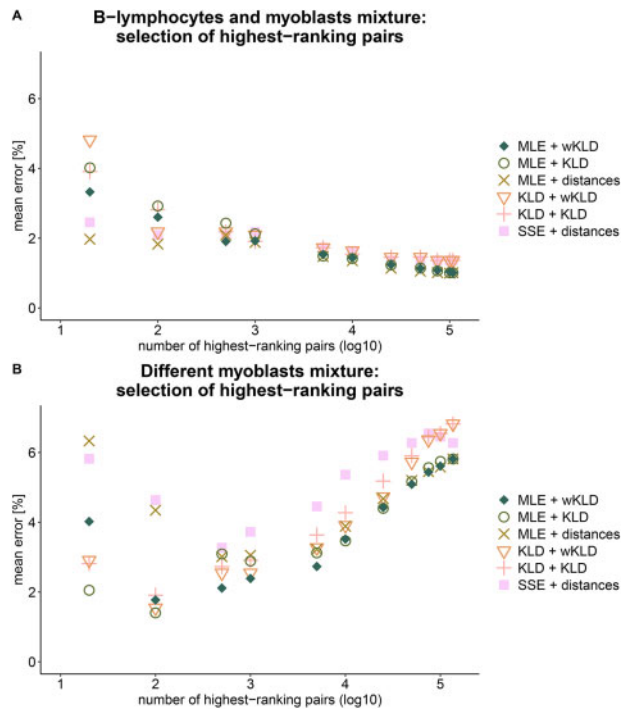 A
B−lymphocytes and myoblasts mixture:
selection of highest−ranking pairs
6
4
2
0
mean error [%]
1 2 3 4 5
number of highest−ranking pairs (log10)
MLE + wKLD
MLE + KLD
MLE + distances
KLD + wKLD
KLD + KLD
SSE + distances
B
Different myoblasts mixture:
selection of highest−ranking pairs
6
4
2
0
mean error [%]
1 2 3 4 5
number of highest−ranking pairs (log10)
MLE + wKLD
MLE + KLD
MLE + distances
KLD + wKLD
KLD + KLD
SSE + distances